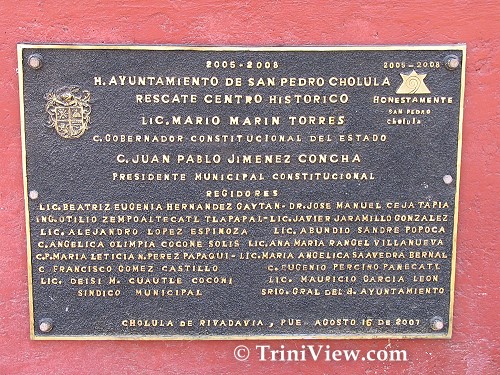 2005-2008
H. AYUNTAMIENTO DE SAN PEDRO CHOLULA
RESCATE CENTRO HISTORICO
LIC. MARIO MARIN TORRES
C. GOBERNADOR CONSTITUCIONAL DEL ESTADO
C. JUAN PABLO JIMENEZ CONCHA
PRESIDENTE MUNICIPAL CONSTITUCIONAL
2005-2008
HONESTAMENTE
SAN PEDRO
cholula
REGIDORES
LIC. BEATRIZ EUGENIA HERNANDEZ GAYTAN- DR. JOSE MANUEL CEJA TAPIA
ING. OTILIO ZEMPOALTECATL TLAPAPAL- LIC. JAVIER JARAMILLO GONZALEZ
LIC. ALEJANDRO LOPEZ ESPINOZA - LIC. ABUNDIO SANDRE POPOCA
C. ANGELICA OLIMPIA COCONE SOLIS LIC. ANA MARIA RANGEL VILLANUEVA
C.P. MARIA LETICIA N. PEREZ PAPAQUI - LIC. MARIA ANGELICA SAAVEDRA BERNAL
C FRANCISCO GOMEZ CASTILLO C. EUGENIO PERCINO PANECATL
LIC. DEISI M. CUAUTLE COCONI LIC. MAURICIO GARCIA LEON
SINDICO MUNICIPAL SRIO. GRAL DEL H. AYUNTAMIENTO
CHOLULA DE RIVADAVIA, PUE. AGOSTO 15 DE 2007
© TriniView.com